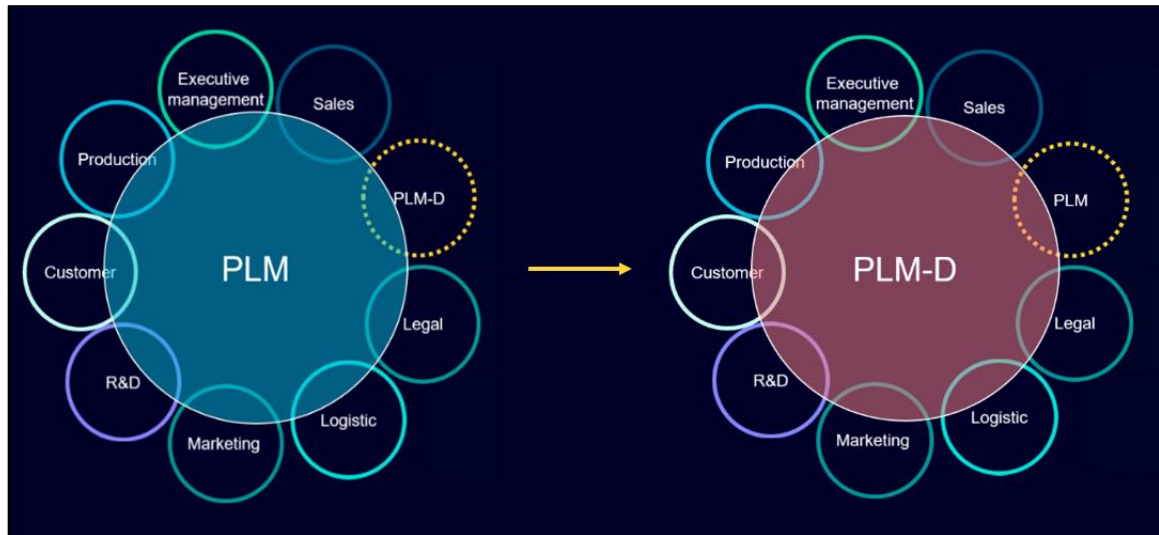 Executive
management
Sales
Production
PLM-D
Customer
PLM
Legal
R&D
Logistic
Marketing
Executive
management
Sales
Production
PLM
Customer
PLM-D
Legal
R&D
Logistic
Marketing